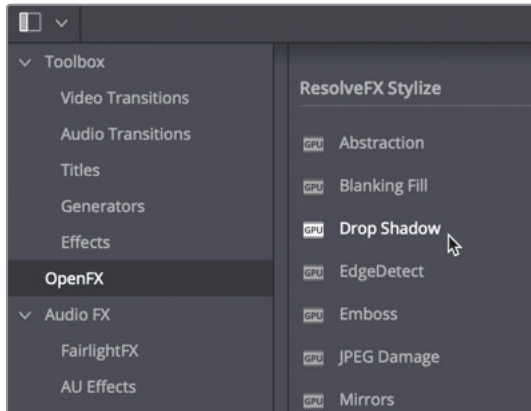 Toolbox
Video Transitions
Audio Transitions
Titles
Generators
Effects
OpenFX
Audio FX
FairlightFX
AU Effects
ResolveFX Stylize
GPU Abstraction
GPU Blanking Fill
GPU Drop Shadow
GPU EdgeDetect
GPU Emboss
GPU JPEG Damage
GPU Mirrors